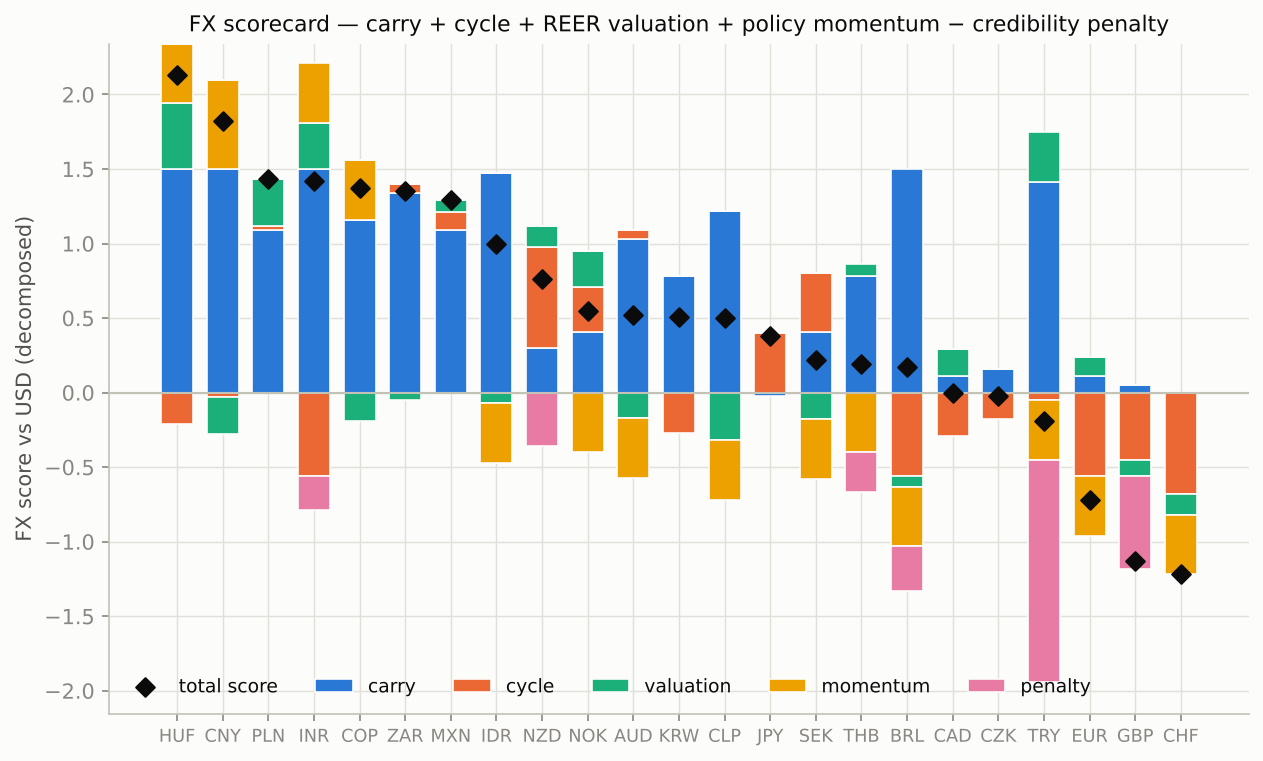 FX scorecard — carry + cycle + REER valuation + policy momentum − credibility penalty
FX score vs USD (decomposed)
2.0
1.5
1.0
0.5
0.0
−0.5
−1.0
−1.5
−2.0
total score carry cycle valuation momentum penalty
HUF CNY PLN INR COP ZAR MXN IDR NZD NOK AUD KRW CLP JPY SEK THB BRL CAD CZK TRY EUR GBP CHF